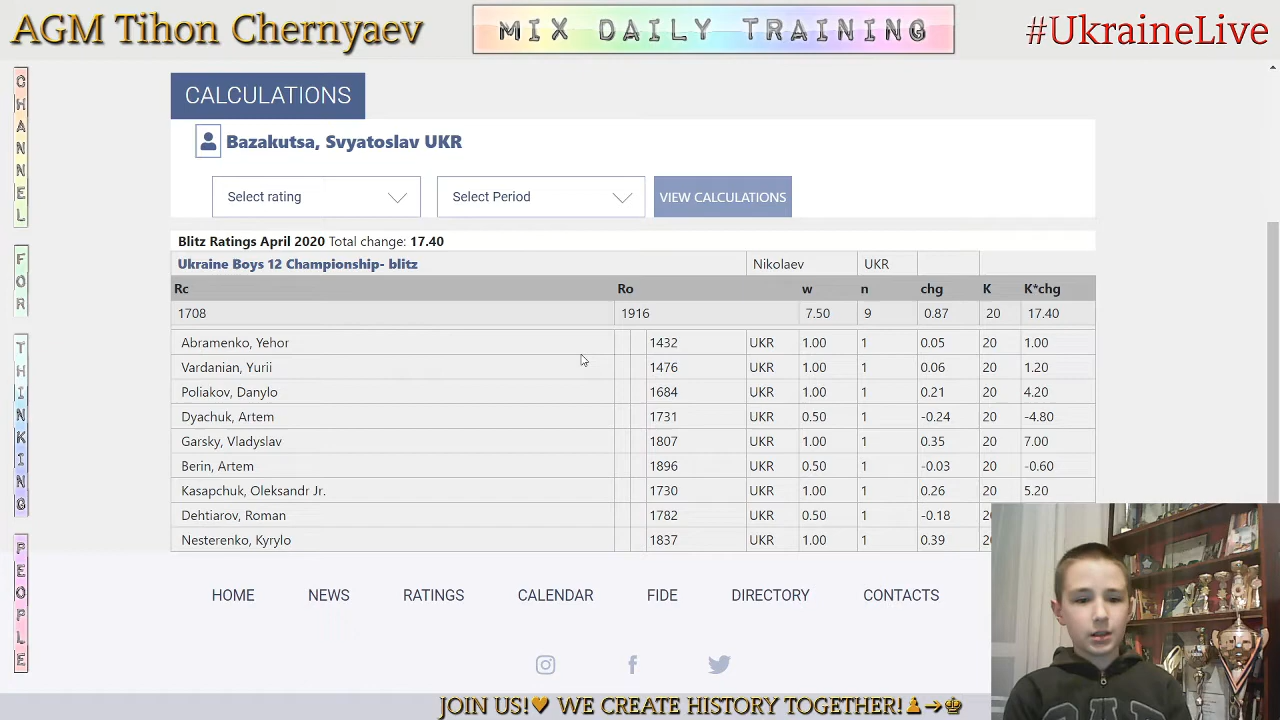 AGM Tihon Chernyaev
MIX DAILY TRAINING
#UkraineLive
CHANNEL FOR THINKING PEOPLE
CALCULATIONS
Bazakutsa, Svyatoslav UKR
Select rating Select Period VIEW CALCULATIONS
Blitz Ratings April 2020 Total change: 17.40
Ukraine Boys 12 Championship- blitz Nikolaev UKR
Rc Ro w n chg K K*chg
1708 1916 7.50 9 0.87 20 17.40
Abramenko, Yehor 1432 UKR 1.00 1 0.05 20 1.00
Vardanian, Yurii 1476 UKR 1.00 1 0.06 20 1.20
Poliakov, Danylo 1684 UKR 1.00 1 0.21 20 4.20
Dyachuk, Artem 1731 UKR 0.50 1 -0.24 20 -4.80
Garsky, Vladyslav 1807 UKR 1.00 1 0.35 20 7.00
Berin, Artem 1896 UKR 0.50 1 -0.03 20 -0.60
Kasapchuk, Oleksandr Jr. 1730 UKR 1.00 1 0.26 20 5.20
Dehtiarov, Roman 1782 UKR 0.50 1 -0.18
Nesterenko, Kyrylo 1837 UKR 1.00 1 0.39
HOME NEWS RATINGS CALENDAR FIDE DIRECTORY CONTACTS
JOIN US!🧡 WE CREATE HISTORY TOGETHER!♟→♚